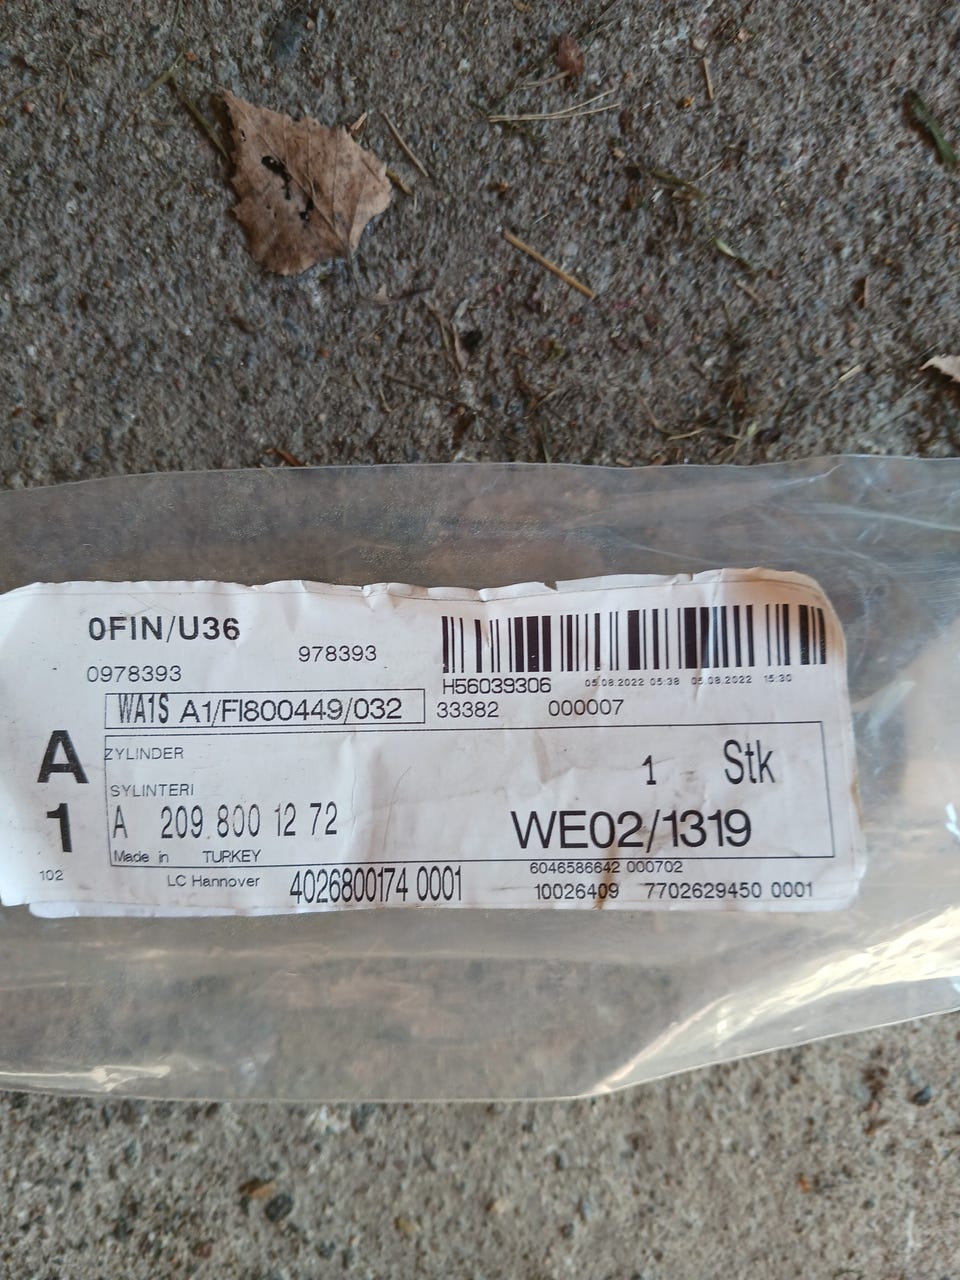 0FIN/U36
0978393 978393
H56039306 05.08.2022 05:38 05.08.2022 15:30
WA1S A1/FI800449/032 33382 000007
A
1
ZYLINDER
SYLINTERI
1 Stk
A 209 800 12 72 WE02/1319
Made in TURKEY
6046586642 000702
102 LC Hannover 4026800174 0001 10026409 7702629450 0001